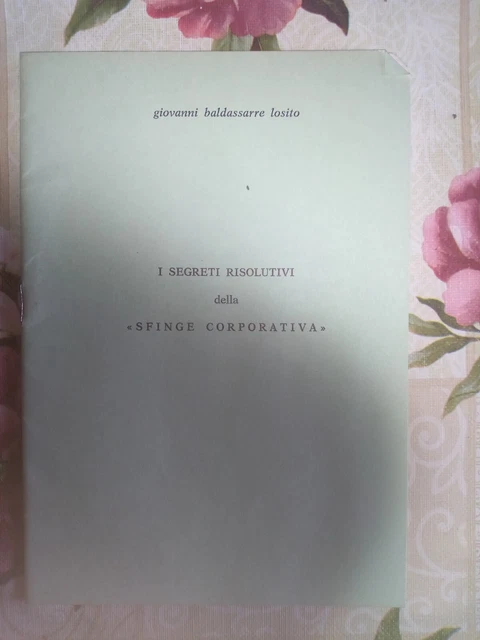 giovanni baldassarre losito
I SEGRETI RISOLUTIVI
della
«SFINGE CORPORATIVA»